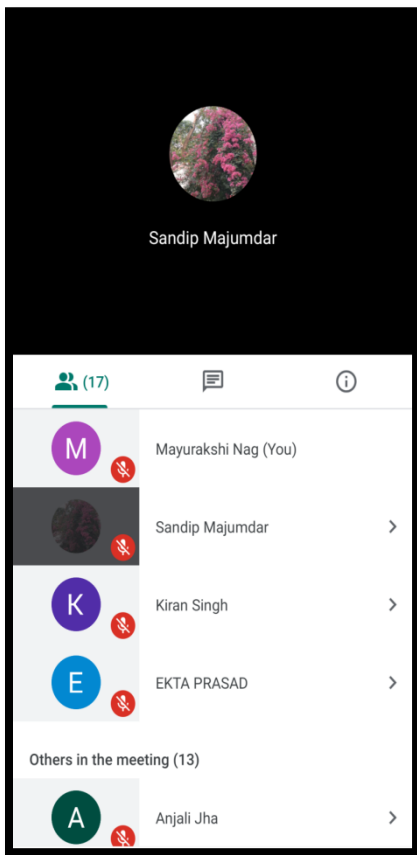 Sandip Majumdar
(17)
M
Mayurakshi Nag (You)
Sandip Majumdar
K
Kiran Singh
E
EKTA PRASAD
Others in the meeting (13)
A
Anjali Jha